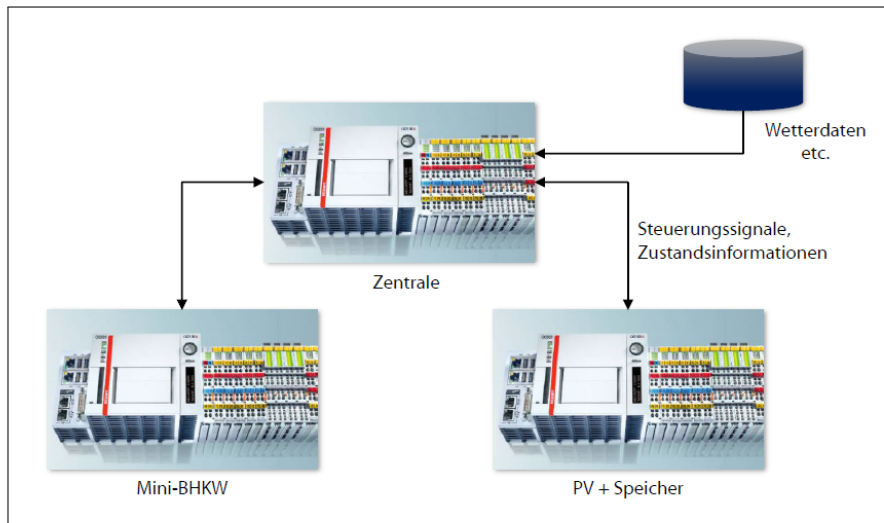 Wetterdaten
etc.
Steuerungssignale,
Zustandsinformationen
Zentrale
Mini-BHKW
PV + Speicher